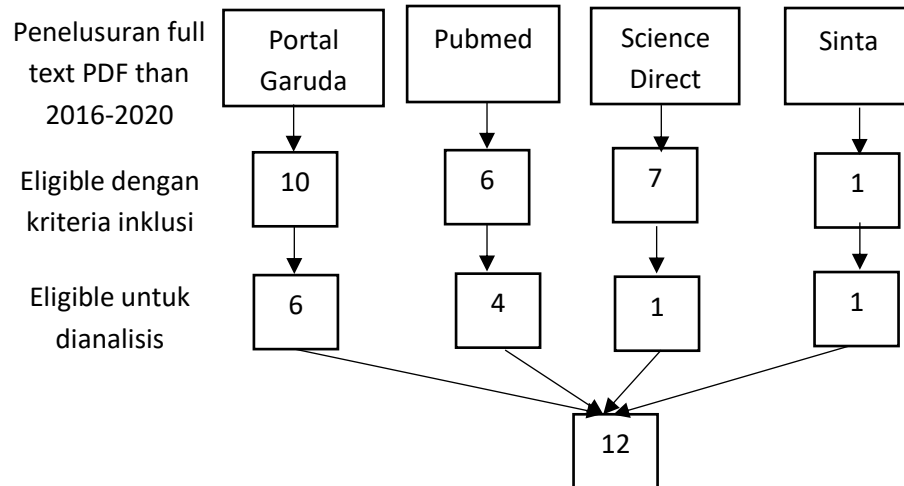 Penelusuran full
text PDF than
2016-2020
Portal
Garuda
Pubmed
Science
Direct
Sinta
Eligible dengan
kriteria inklusi
10
6
7
1
Eligible untuk
dianalisis
6
4
1
1
12